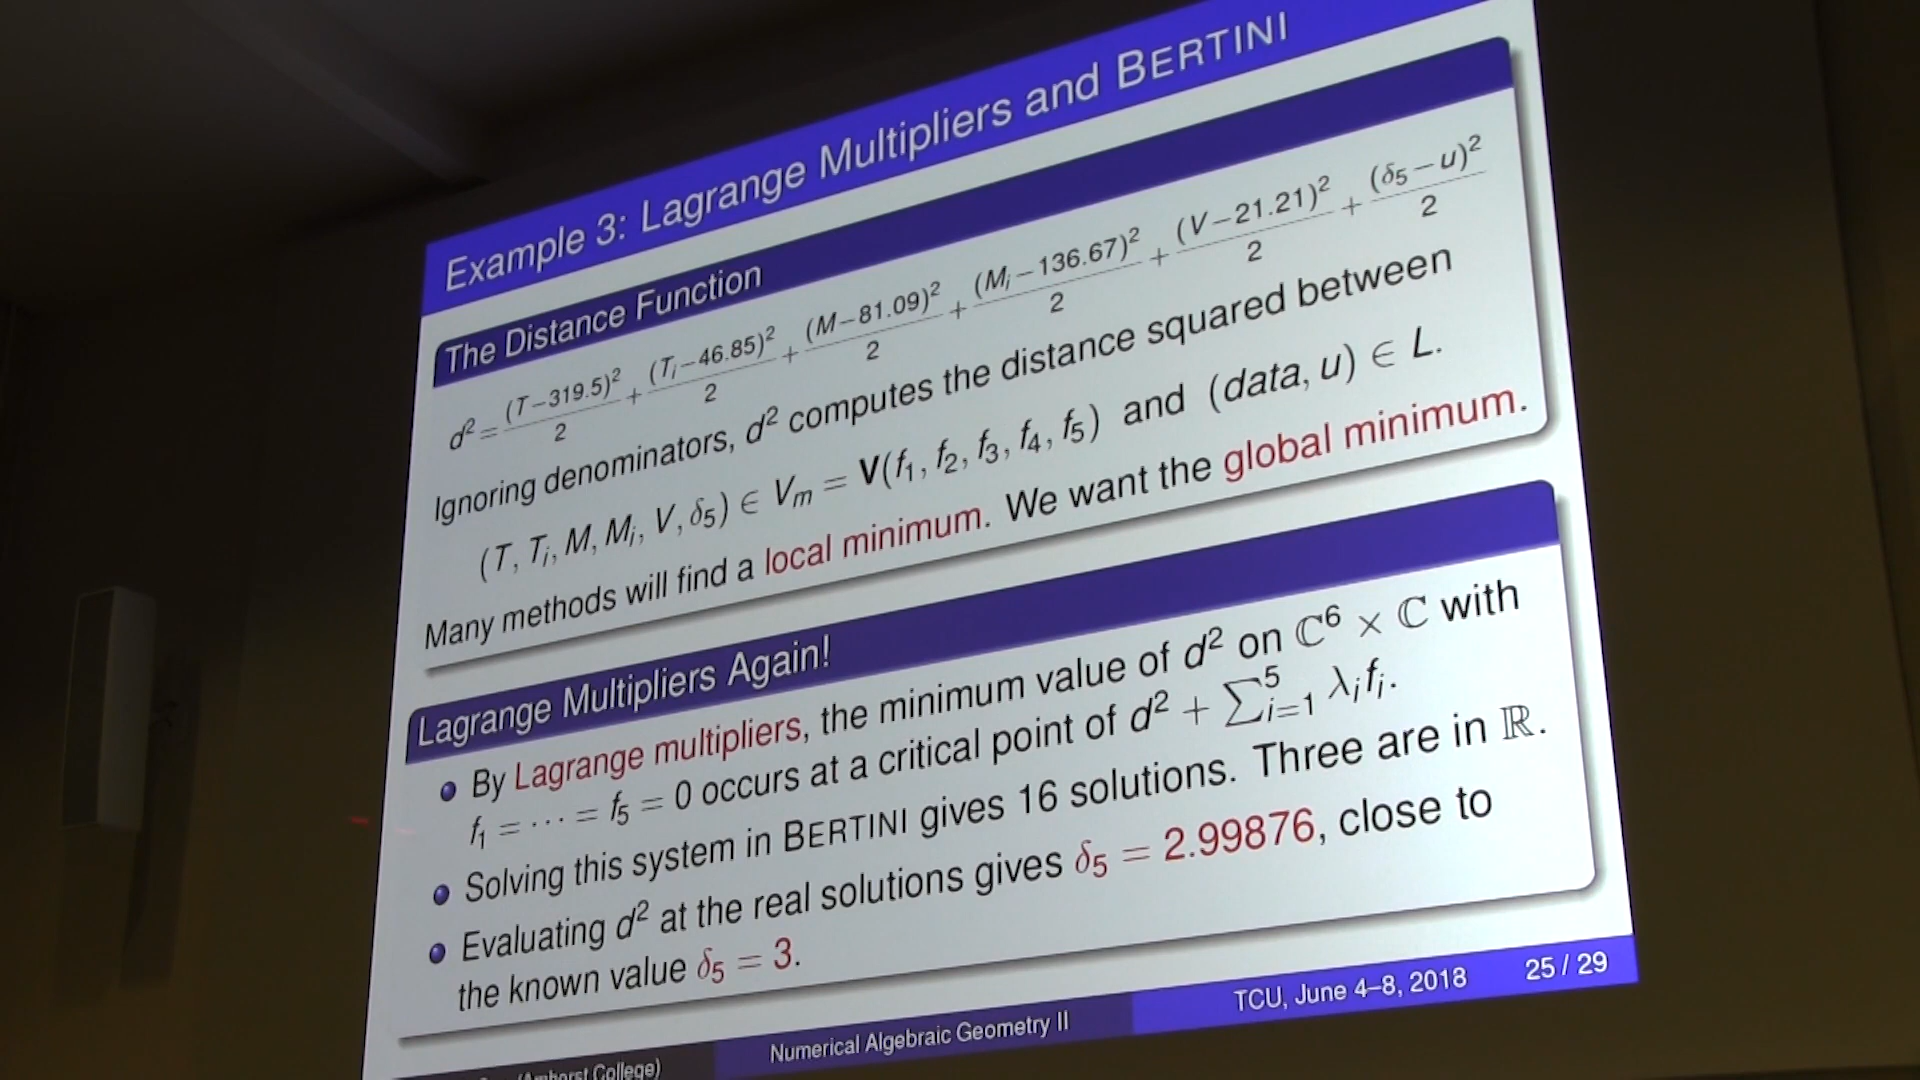 Example 3: Lagrange Multipliers and BERTINI
The Distance Function
d² = (T−319.5)²/2 + (Tᵢ−46.85)²/2 + (M−81.09)²/2 + (Mᵢ−136.67)²/2 + (V−21.21)²/2 + (δ₅−u)²/2
Ignoring denominators, d² computes the distance squared between
(T, Tᵢ, M, Mᵢ, V, δ₅) ∈ Vₘ = V(f₁, f₂, f₃, f₄, f₅) and (data, u) ∈ L.
Many methods will find a local minimum. We want the global minimum.
Lagrange Multipliers Again!
By Lagrange multipliers, the minimum value of d² on ℂ⁶ × ℂ with
f₁ = ⋯ = f₅ = 0 occurs at a critical point of d² + ∑⁵ᵢ₌₁ λᵢfᵢ.
Solving this system in BERTINI gives 16 solutions. Three are in ℝ.
Evaluating d² at the real solutions gives δ₅ = 2.99876, close to
the known value δ₅ = 3.
(Amherst College)
Numerical Algebraic Geometry II
TCU, June 4–8, 2018
25 / 29